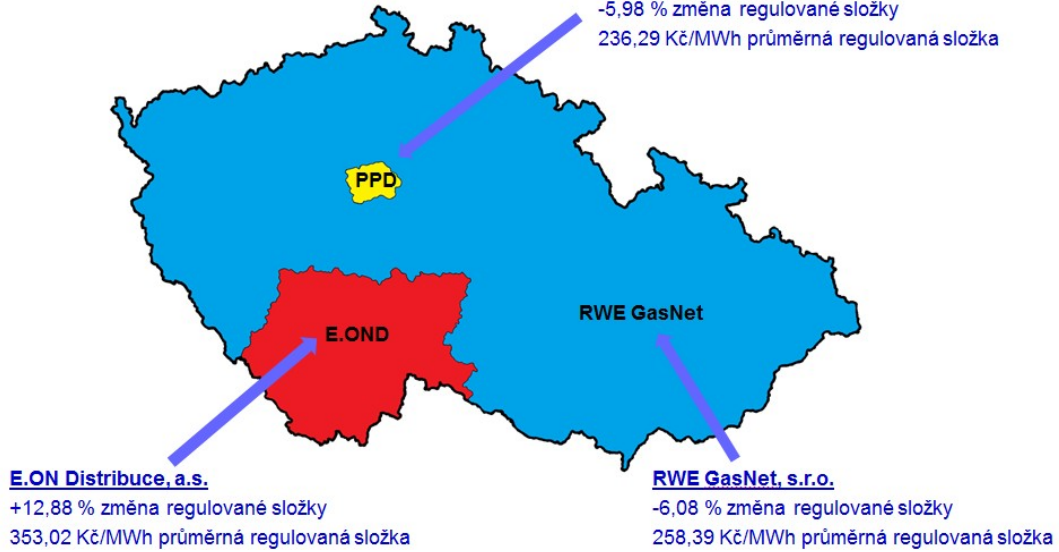 -5,98 % změna regulované složky
236,29 Kč/MWh průměrná regulovaná složka
PPD
RWE GasNet
E.OND
E.ON Distribuce, a.s.
+12,88 % změna regulované složky
353,02 Kč/MWh průměrná regulovaná složka
RWE GasNet, s.r.o.
-6,08 % změna regulované složky
258,39 Kč/MWh průměrná regulovaná složka